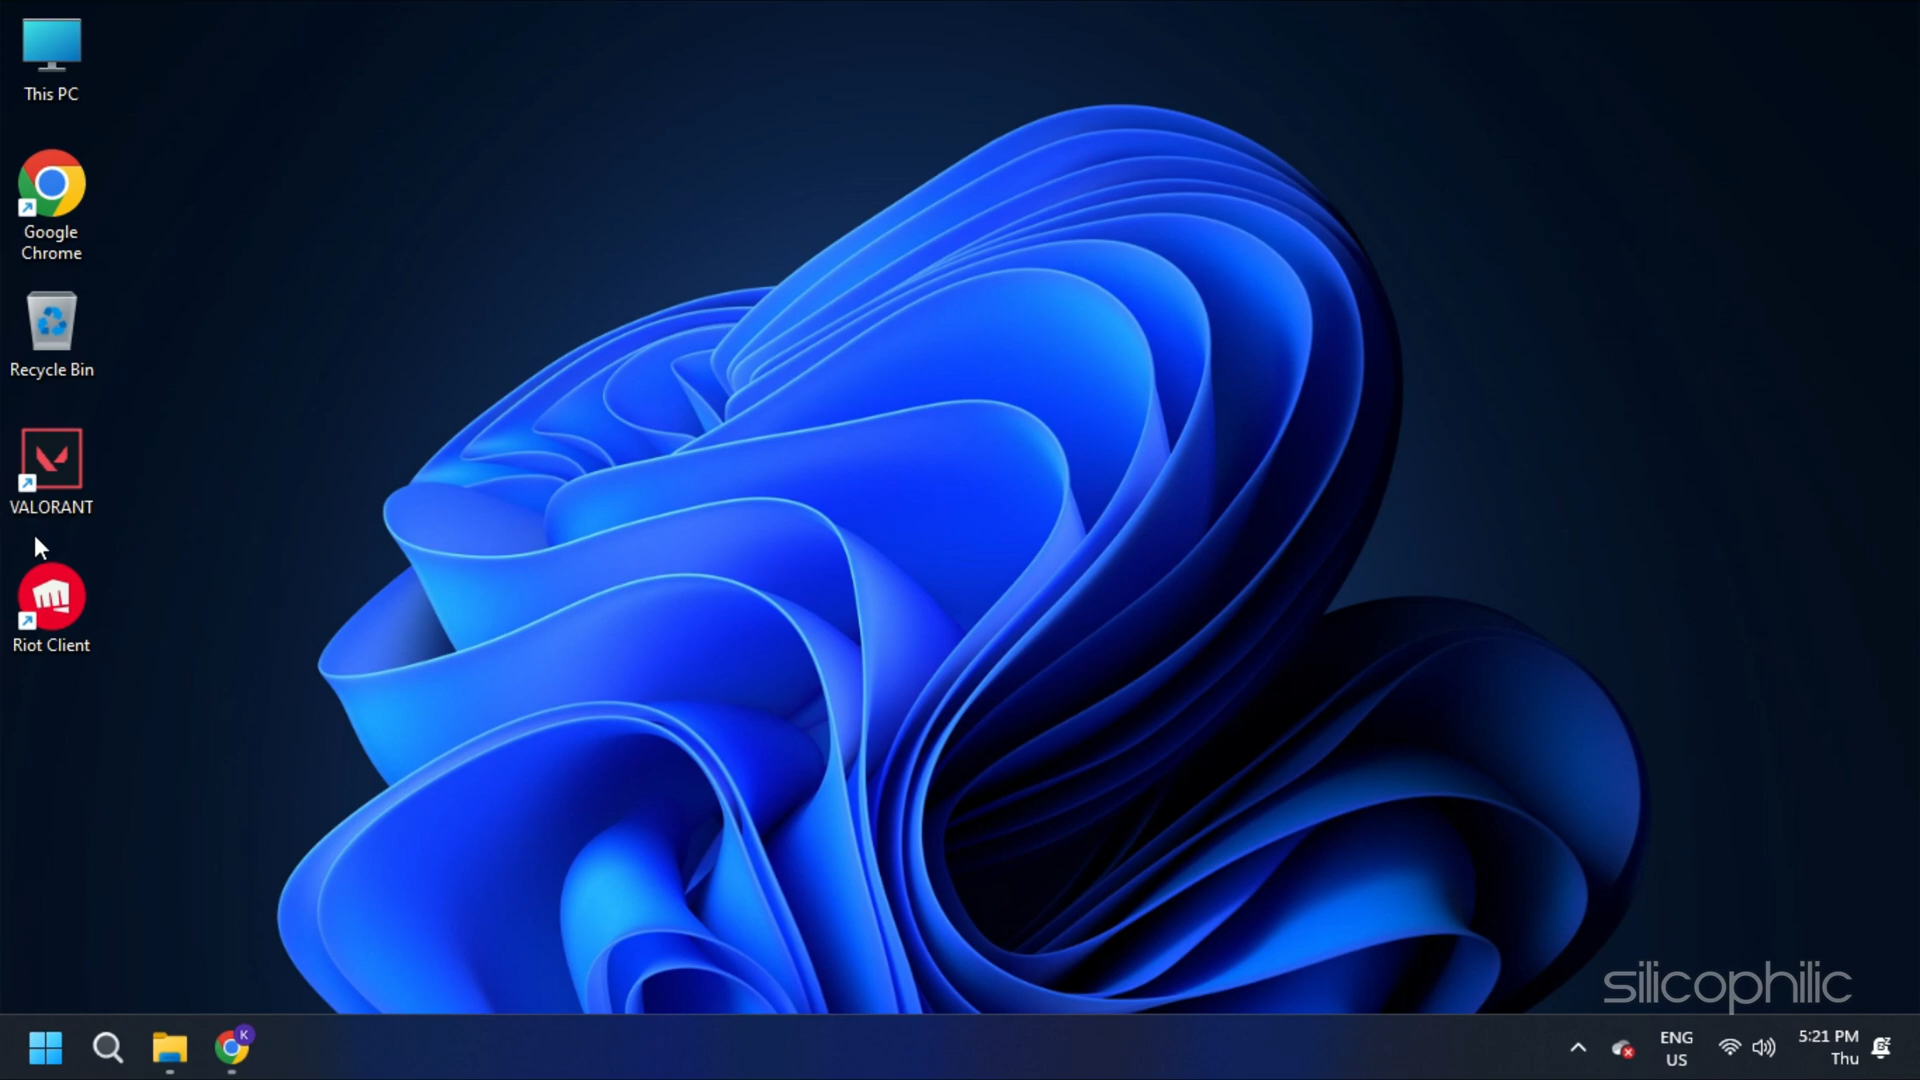 This PC
Google
Chrome
Recycle Bin
VALORANT
Riot Client
silicophilic
K
ENG
US
5:21 PM
Thu